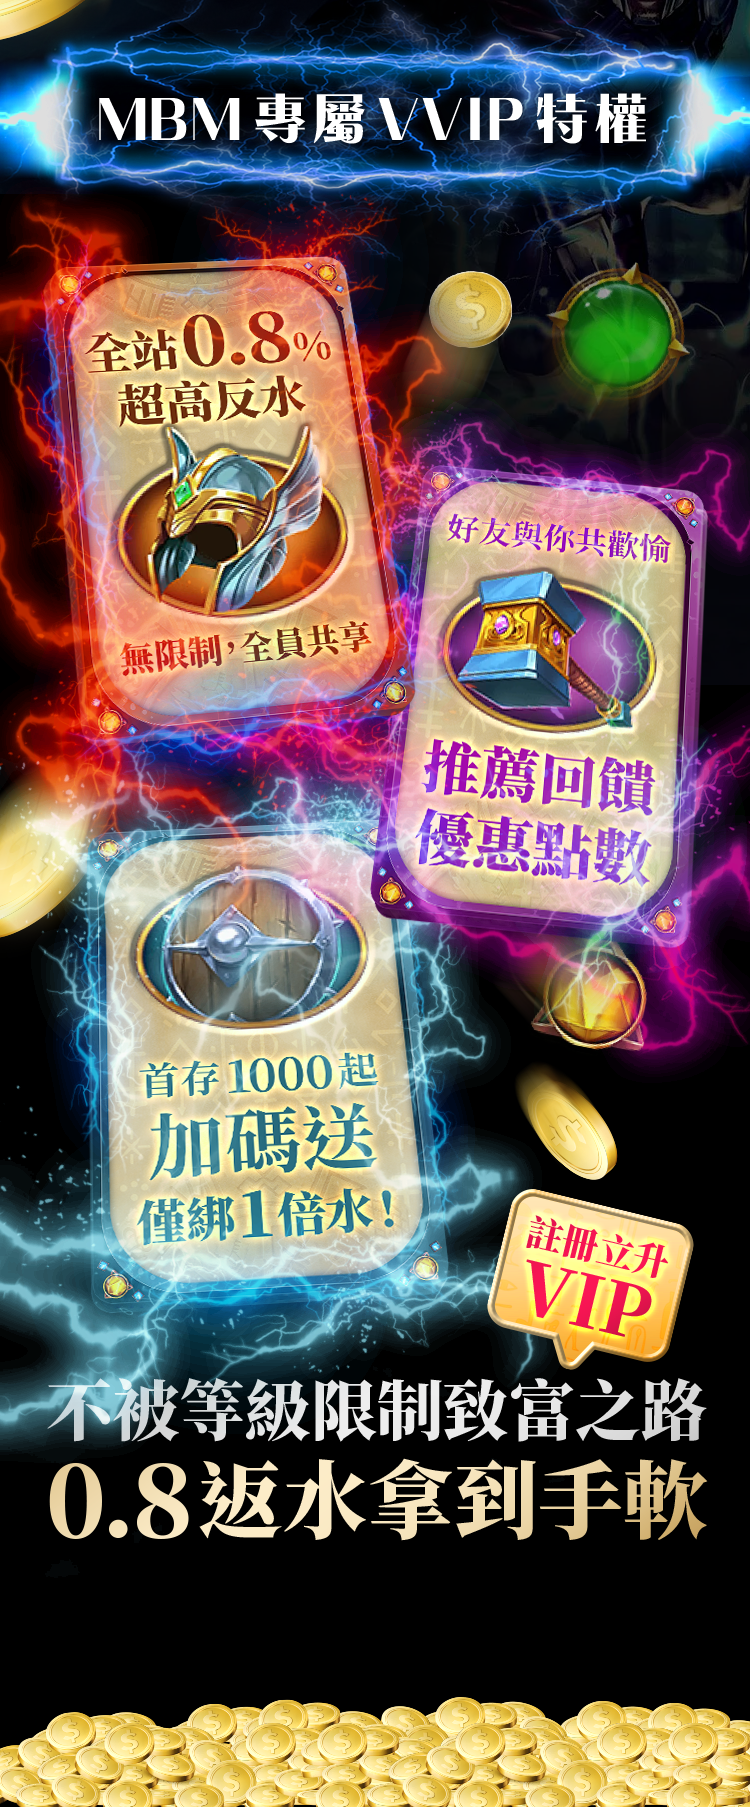 MBM專屬VVIP特權
全站0.8%
超高反水
無限制,全員共享
好友與你共歡愉
推薦回饋
優惠點數
首存1000起
加碼送
僅綁1倍水!
註冊立升
VIP
不被等級限制致富之路
0.8返水拿到手軟